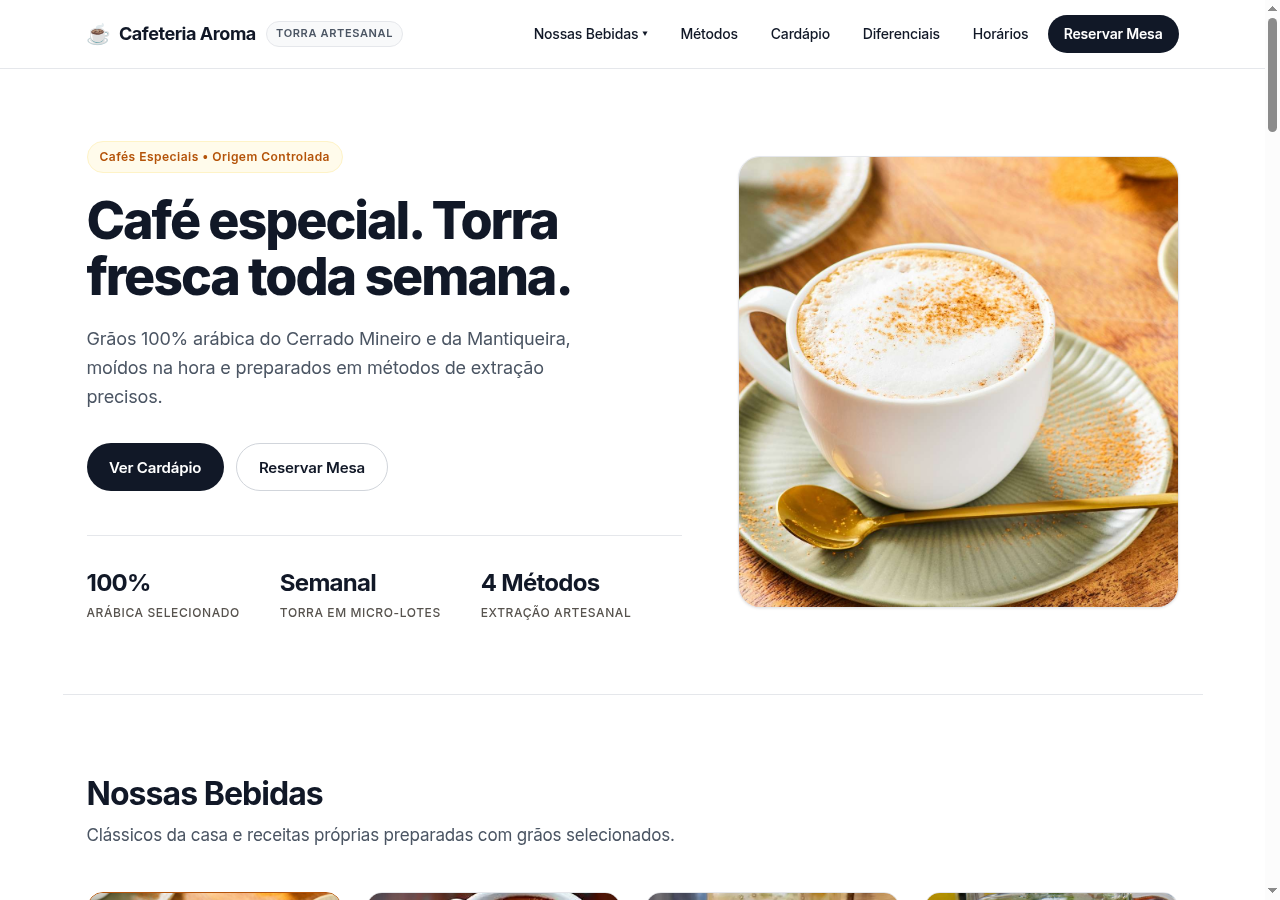 Cafeteria Aroma
TORRA ARTESANAL
Nossas Bebidas ▾
Métodos
Cardápio
Diferenciais
Horários
Reservar Mesa
Cafés Especiais • Origem Controlada
Café especial. Torra
fresca toda semana.
Grãos 100% arábica do Cerrado Mineiro e da Mantiqueira,
moídos na hora e preparados em métodos de extração
precisos.
Ver Cardápio
Reservar Mesa
100%
ARÁBICA SELECIONADO
Semanal
TORRA EM MICRO-LOTES
4 Métodos
EXTRAÇÃO ARTESANAL
Nossas Bebidas
Clássicos da casa e receitas próprias preparadas com grãos selecionados.